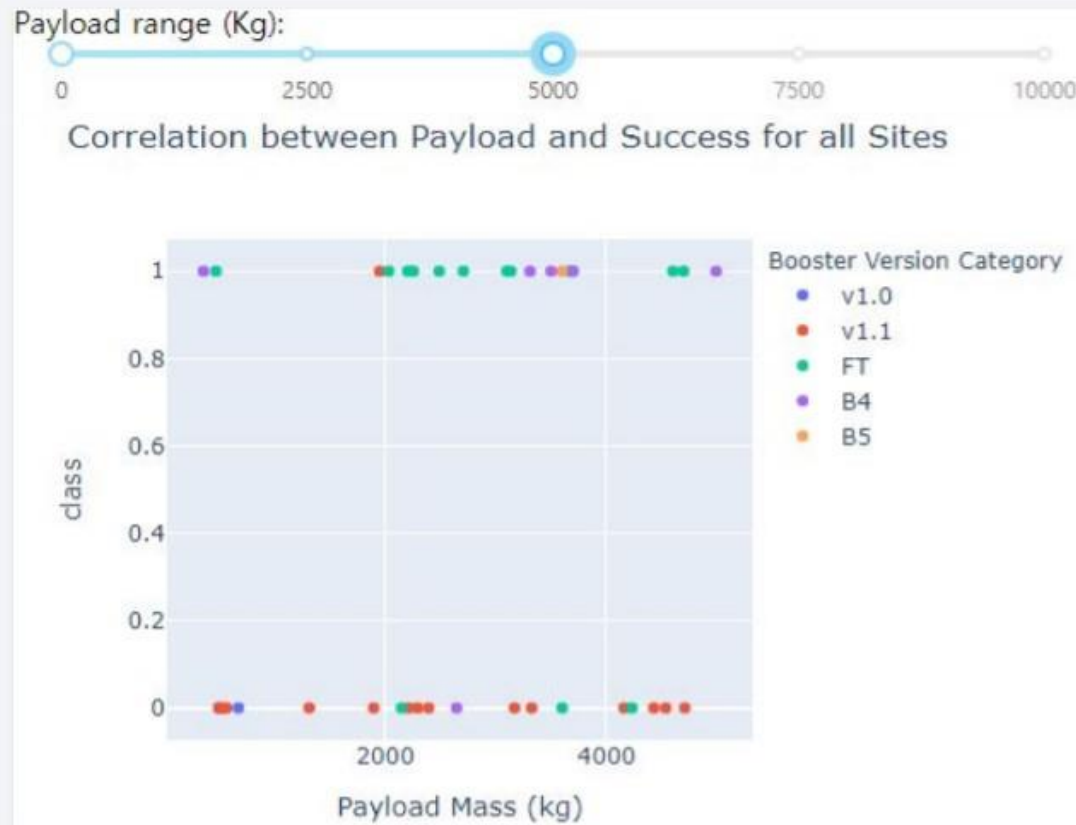 Payload range (Kg):
0 2500 5000 7500 10000
Correlation between Payload and Success for all Sites
Booster Version Category
v1.0
v1.1
FT
B4
B5
1
0.8
0.6
0.4
0.2
0
class
2000 4000
Payload Mass (kg)